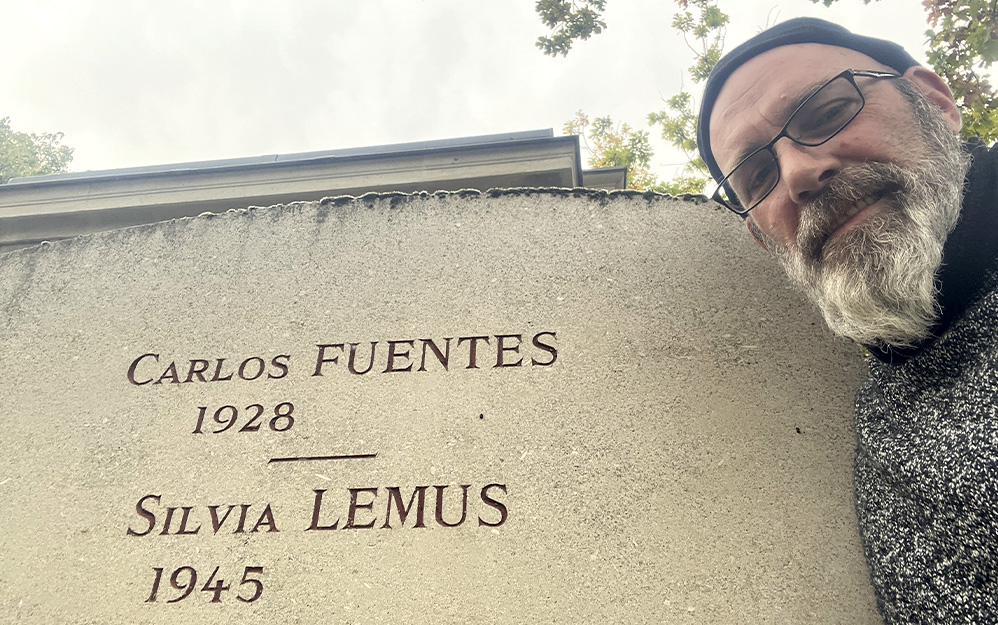 CARLOS FUENTES
1928
SILVIA LEMUS
1945